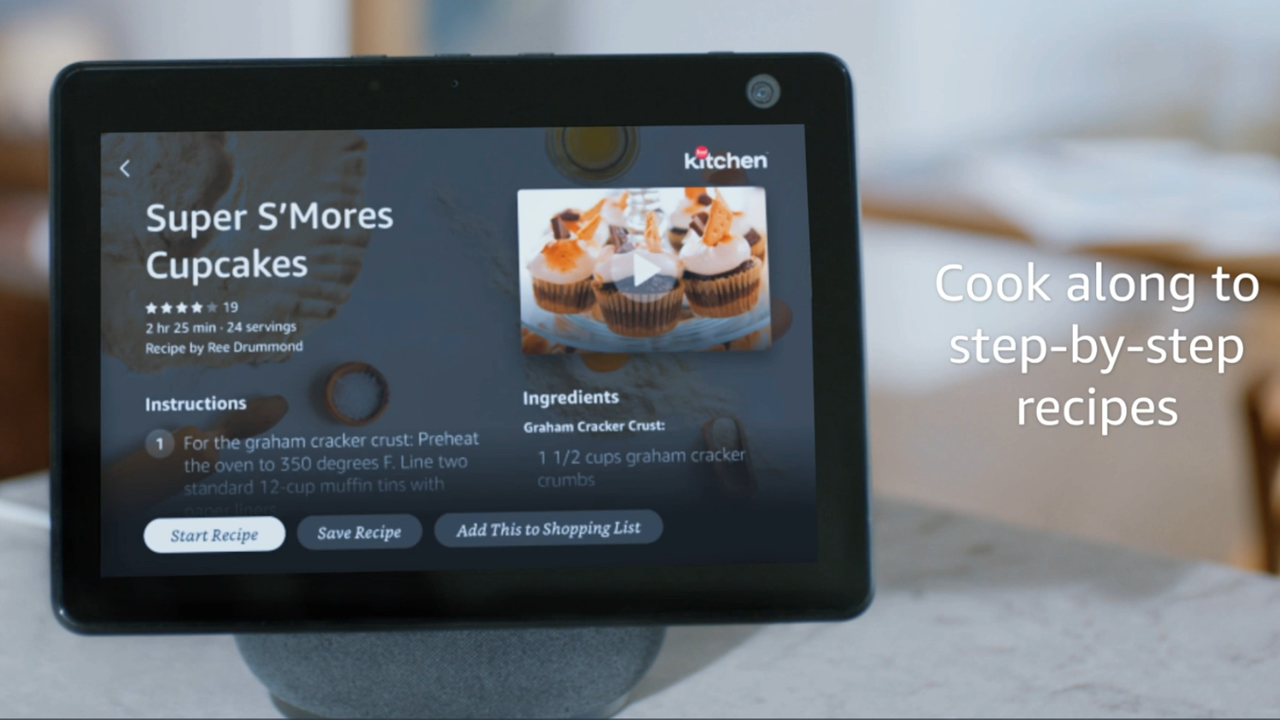 food
kitchen
Super S’Mores
Cupcakes
19
2 hr 25 min · 24 servings
Recipe by Ree Drummond
Instructions
1 For the graham cracker crust: Preheat
the oven to 350 degrees F. Line two
standard 12-cup muffin tins with
paper liners
Ingredients
Graham Cracker Crust:
1 1/2 cups graham cracker
crumbs
Start Recipe
Save Recipe
Add This to Shopping List
Cook along to
step-by-step
recipes